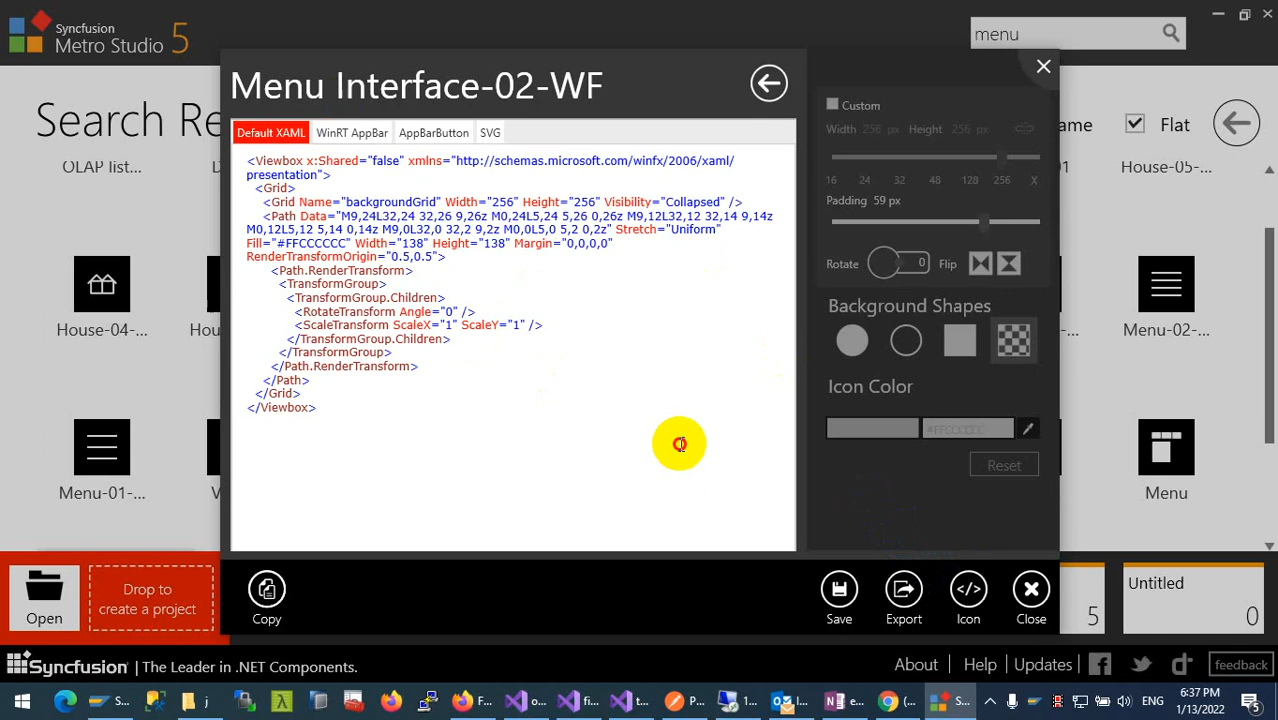 Syncfusion
Metro Studio 5
menu
Menu Interface-02-WF
Search Re
ame
Flat
OLAP list...
D
01
House-05-...
Default XAML
WinRT AppBar
AppBarButton
SVG
<Viewbox x:Shared="false" xmlns="http://schemas.microsoft.com/winfx/2006/xaml/
presentation">
<Grid>
<Grid Name="backgroundGrid" Width="256" Height="256" Visibility="Collapsed" />
<Path Data="M9,24L32,24 32,26 9,26z M0,24L5,24 5,26 0,26z M9,12L32,12 32,14 9,14z
M0,12L5,12 5,14 0,14z M9,0L32,0 32,2 9,2z M0,0L5,0 5,2 0,2z" Stretch="Uniform"
Fill="#FFCCCCCC" Width="138" Height="138" Margin="0,0,0,0"
RenderTransformOrigin="0.5,0.5">
<Path.RenderTransform>
<TransformGroup>
<TransformGroup.Children>
<RotateTransform Angle="0" />
<ScaleTransform ScaleX="1" ScaleY="1" />
</TransformGroup.Children>
</TransformGroup>
</Path.RenderTransform>
</Path>
</Grid>
</Viewbox>
Custom
Width 256 px Height 256 px
16 24 32 48 128 256 X
Padding 59 px
Rotate 0 Flip
Background Shapes
Icon Color
#FFCCCCCC
Reset
House-04-...
Hou
Menu-02-...
Menu-01-...
V
Menu
Open
Drop to
create a project
Copy
Save
Export
</>
Icon
Close
5
Untitled
0
Syncfusion | The Leader in .NET Components.
About
Help
Updates
feedback
S...
j
F...
o...
fi...
t...
P...
1...
i...
n...
(...
S...
ENG
6:37 PM
1/13/2022